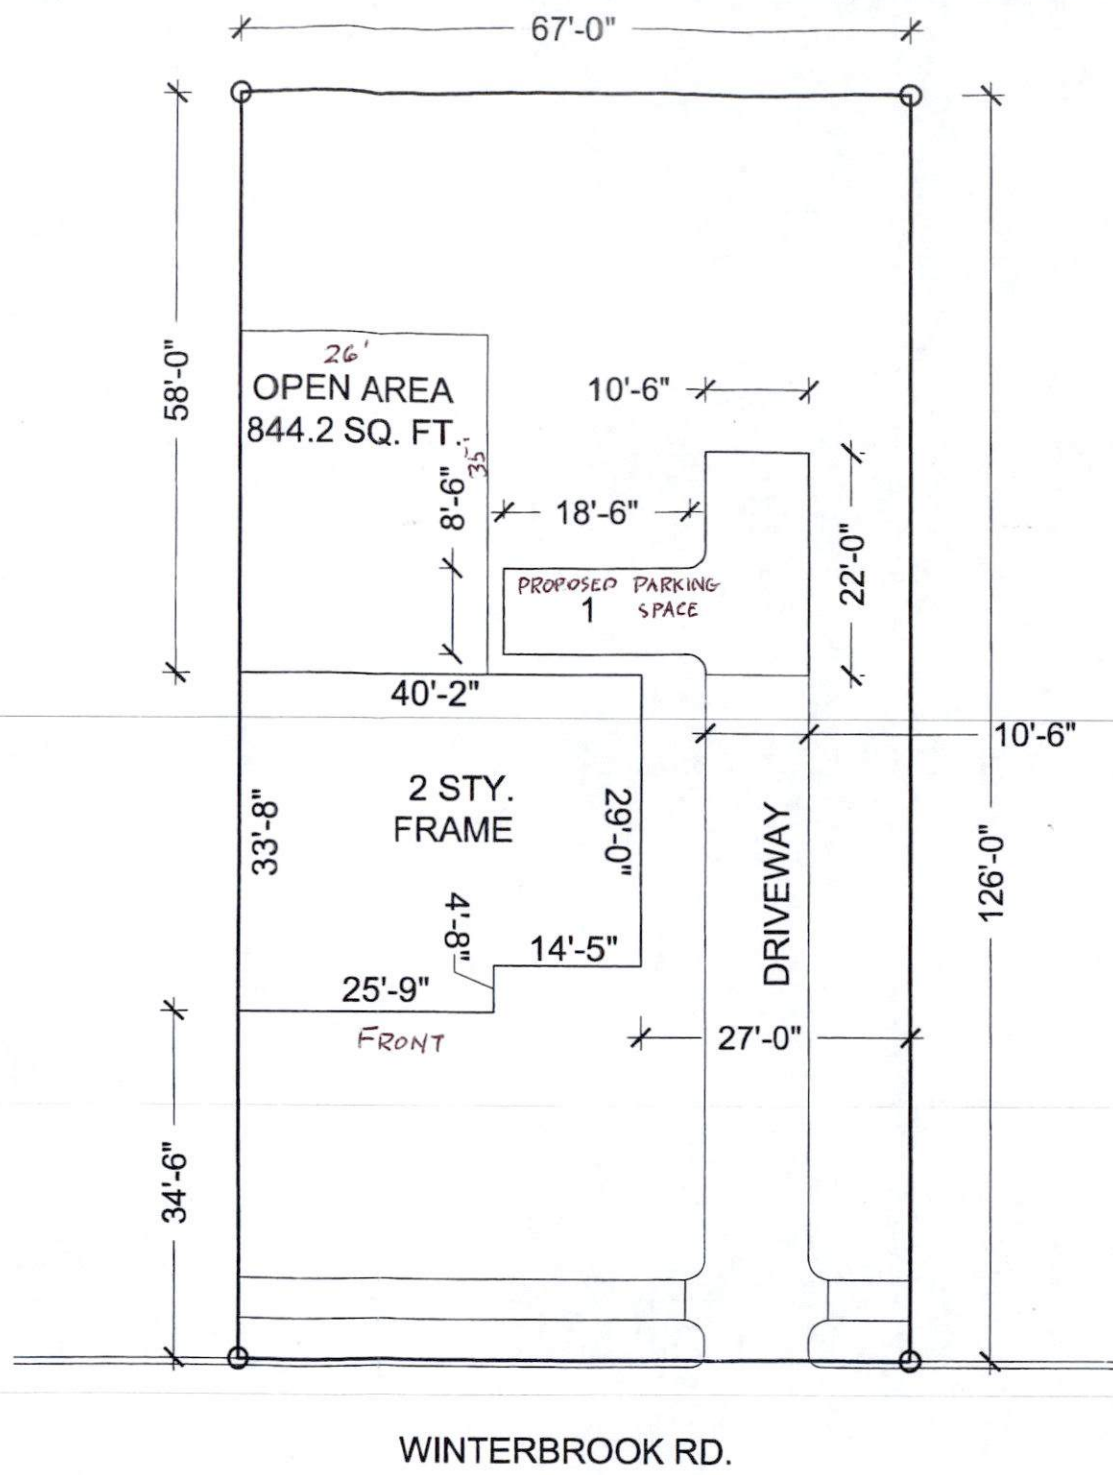 67'-0"
26'
OPEN AREA
844.2 SQ. FT.
35'
58'-0"
10'-6"
8'-6"
18'-6"
22'-0"
PROPOSED PARKING
1 SPACE
40'-2"
10'-6"
2 STY.
FRAME
33'-8"
29'-0"
DRIVEWAY
126'-0"
4'-8"
14'-5"
25'-9"
FRONT
27'-0"
34'-6"
WINTERBROOK RD.